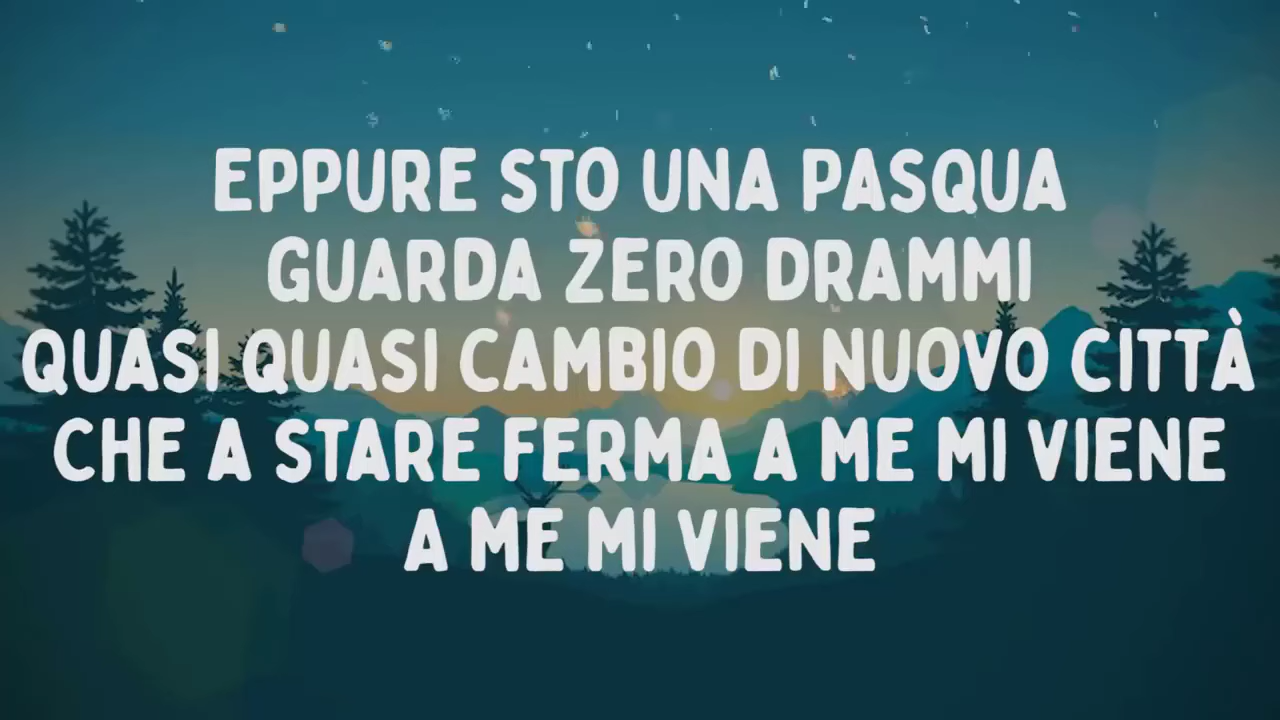 EPPURE STO UNA PASQUA
GUARDA ZERO DRAMMI
QUASI QUASI CAMBIO DI NUOVO CITTÀ
CHE A STARE FERMA A ME MI VIENE
A ME MI VIENE